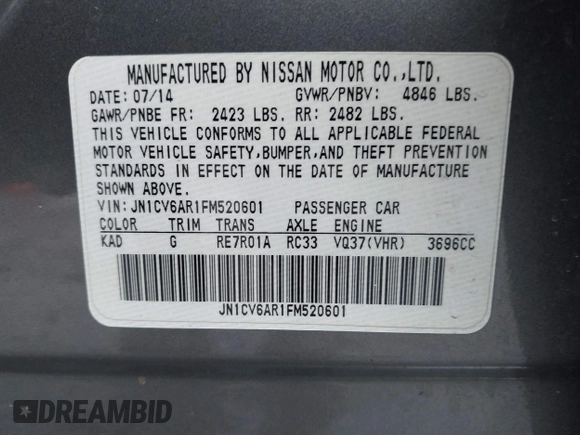 MANUFACTURED BY NISSAN MOTOR CO.,LTD.
DATE: 07/14 GVWR/PNBV: 4846 LBS.
GAWR/PNBE FR: 2423 LBS. RR: 2482 LBS.
THIS VEHICLE CONFORMS TO ALL APPLICABLE FEDERAL
MOTOR VEHICLE SAFETY,BUMPER,AND THEFT PREVENTION
STANDARDS IN EFFECT ON THE DATE OF MANUFACTURE
SHOWN ABOVE.
VIN: JN1CV6AR1FM520601 PASSENGER CAR
COLOR TRIM TRANS AXLE ENGINE
KAD G RE7R01A RC33 VQ37(VHR) 3696CC
JN1CV6AR1FM520601
DREAMBID